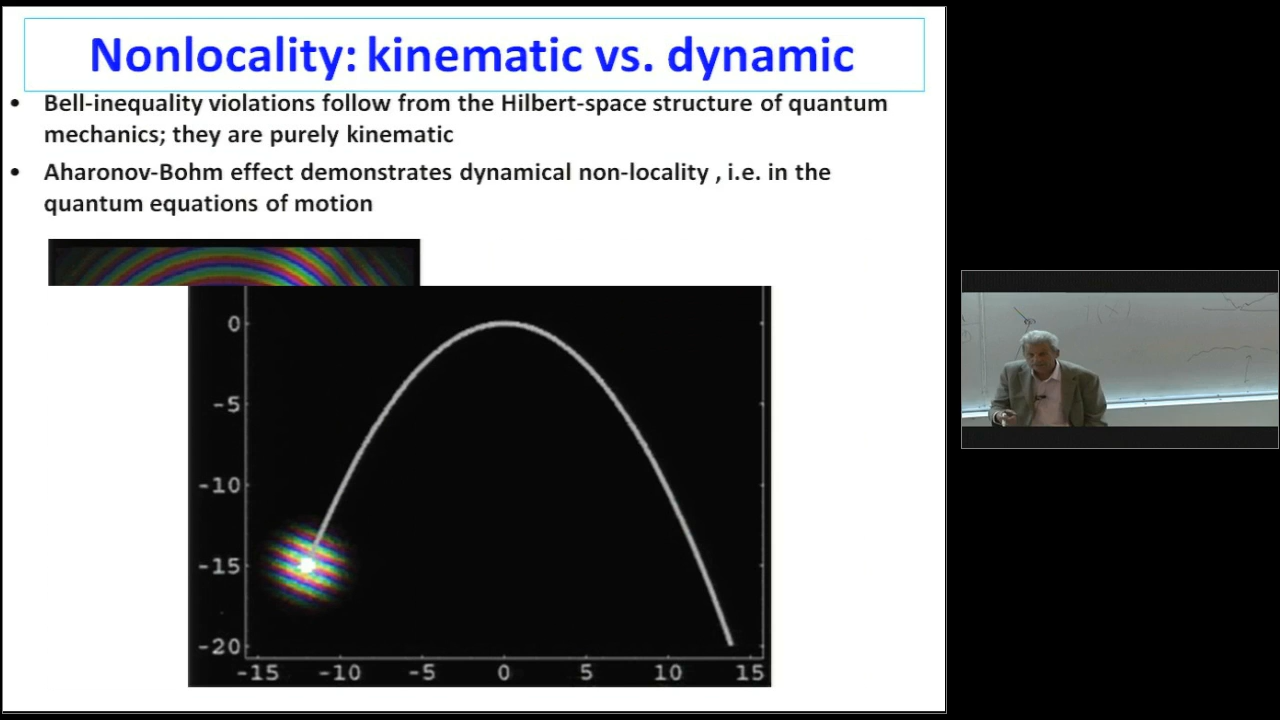 Nonlocality: kinematic vs. dynamic
• Bell-inequality violations follow from the Hilbert-space structure of quantum
mechanics; they are purely kinematic
• Aharonov-Bohm effect demonstrates dynamical non-locality , i.e. in the
quantum equations of motion
0
-5
-10
-15
-20
-15 -10 -5 0 5 10 15